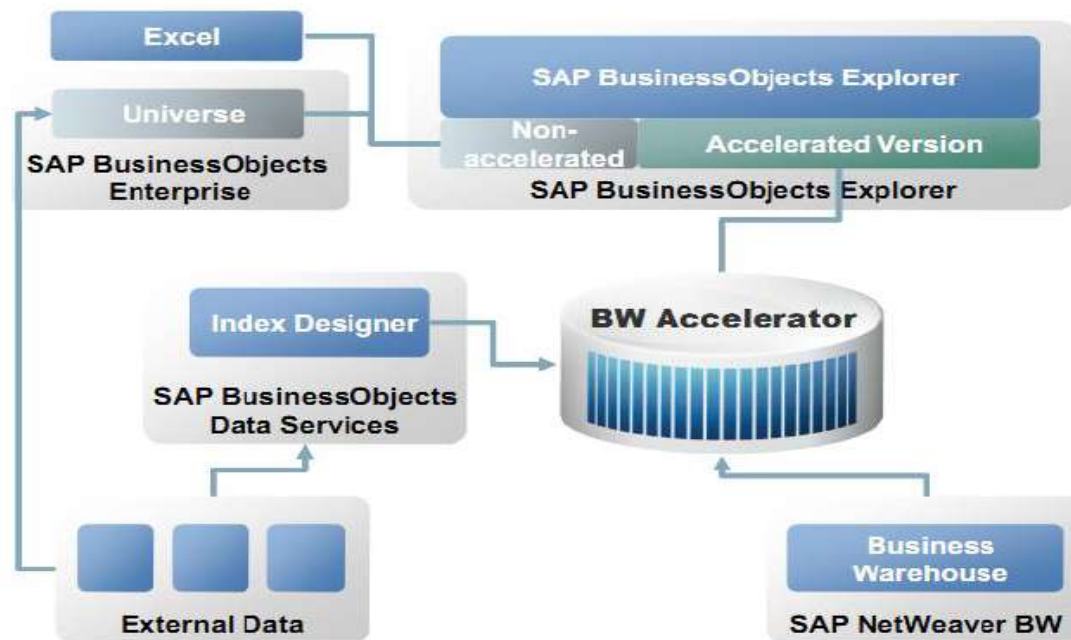 Excel
SAP BusinessObjects Explorer
Universe
Non-
accelerated
Accelerated Version
SAP BusinessObjects
Enterprise
SAP BusinessObjects Explorer
Index Designer
BW Accelerator
SAP BusinessObjects
Data Services
Business
Warehouse
External Data
SAP NetWeaver BW